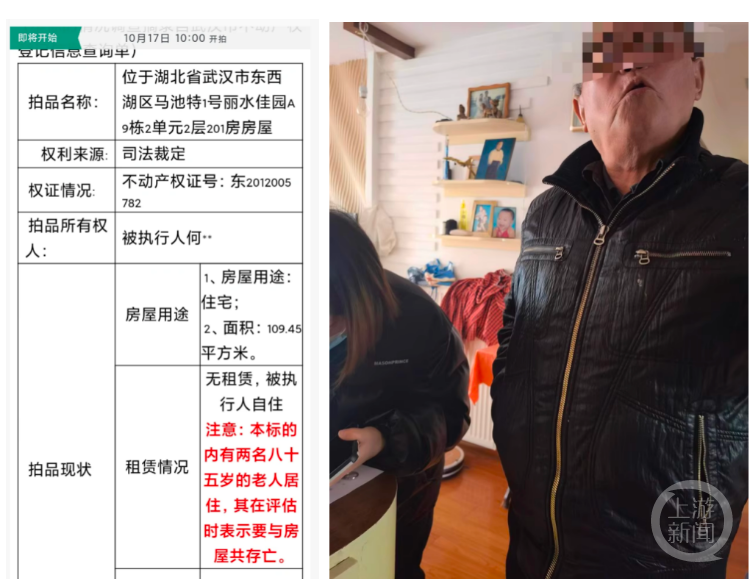 即将开始
10月17日 10:00 开拍
登记信息查询单）
拍品名称：
位于湖北省武汉市东西
湖区马池特1号丽水佳园A
9栋2单元2层201房房屋
权利来源:
司法裁定
权证情况:
不动产权证号：东2012005
782
拍品所有权
人：
被执行人何**
拍品现状
房屋用途
1、房屋用途：
住宅；
2、面积：109.45
平方米。
租赁情况
无租赁，被执
行人自住
注意：本标的
内有两名八十
五岁的老人居
住，其在评估
时表示要与房
屋共存亡。
上游
新闻